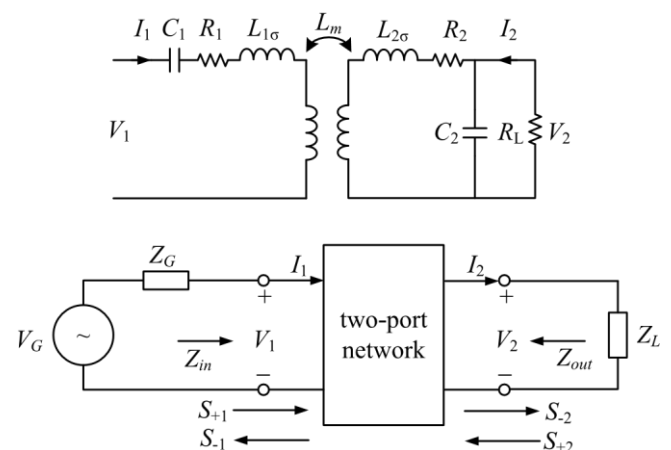 I1 C1 R1 L1σ Lm L2σ R2 I2
V1 C2 RL V2
ZG I1 I2
+ +
VG ~ Zin V1 two-port network V2 Zout ZL
− −
S+1 S-2
S-1 S+2